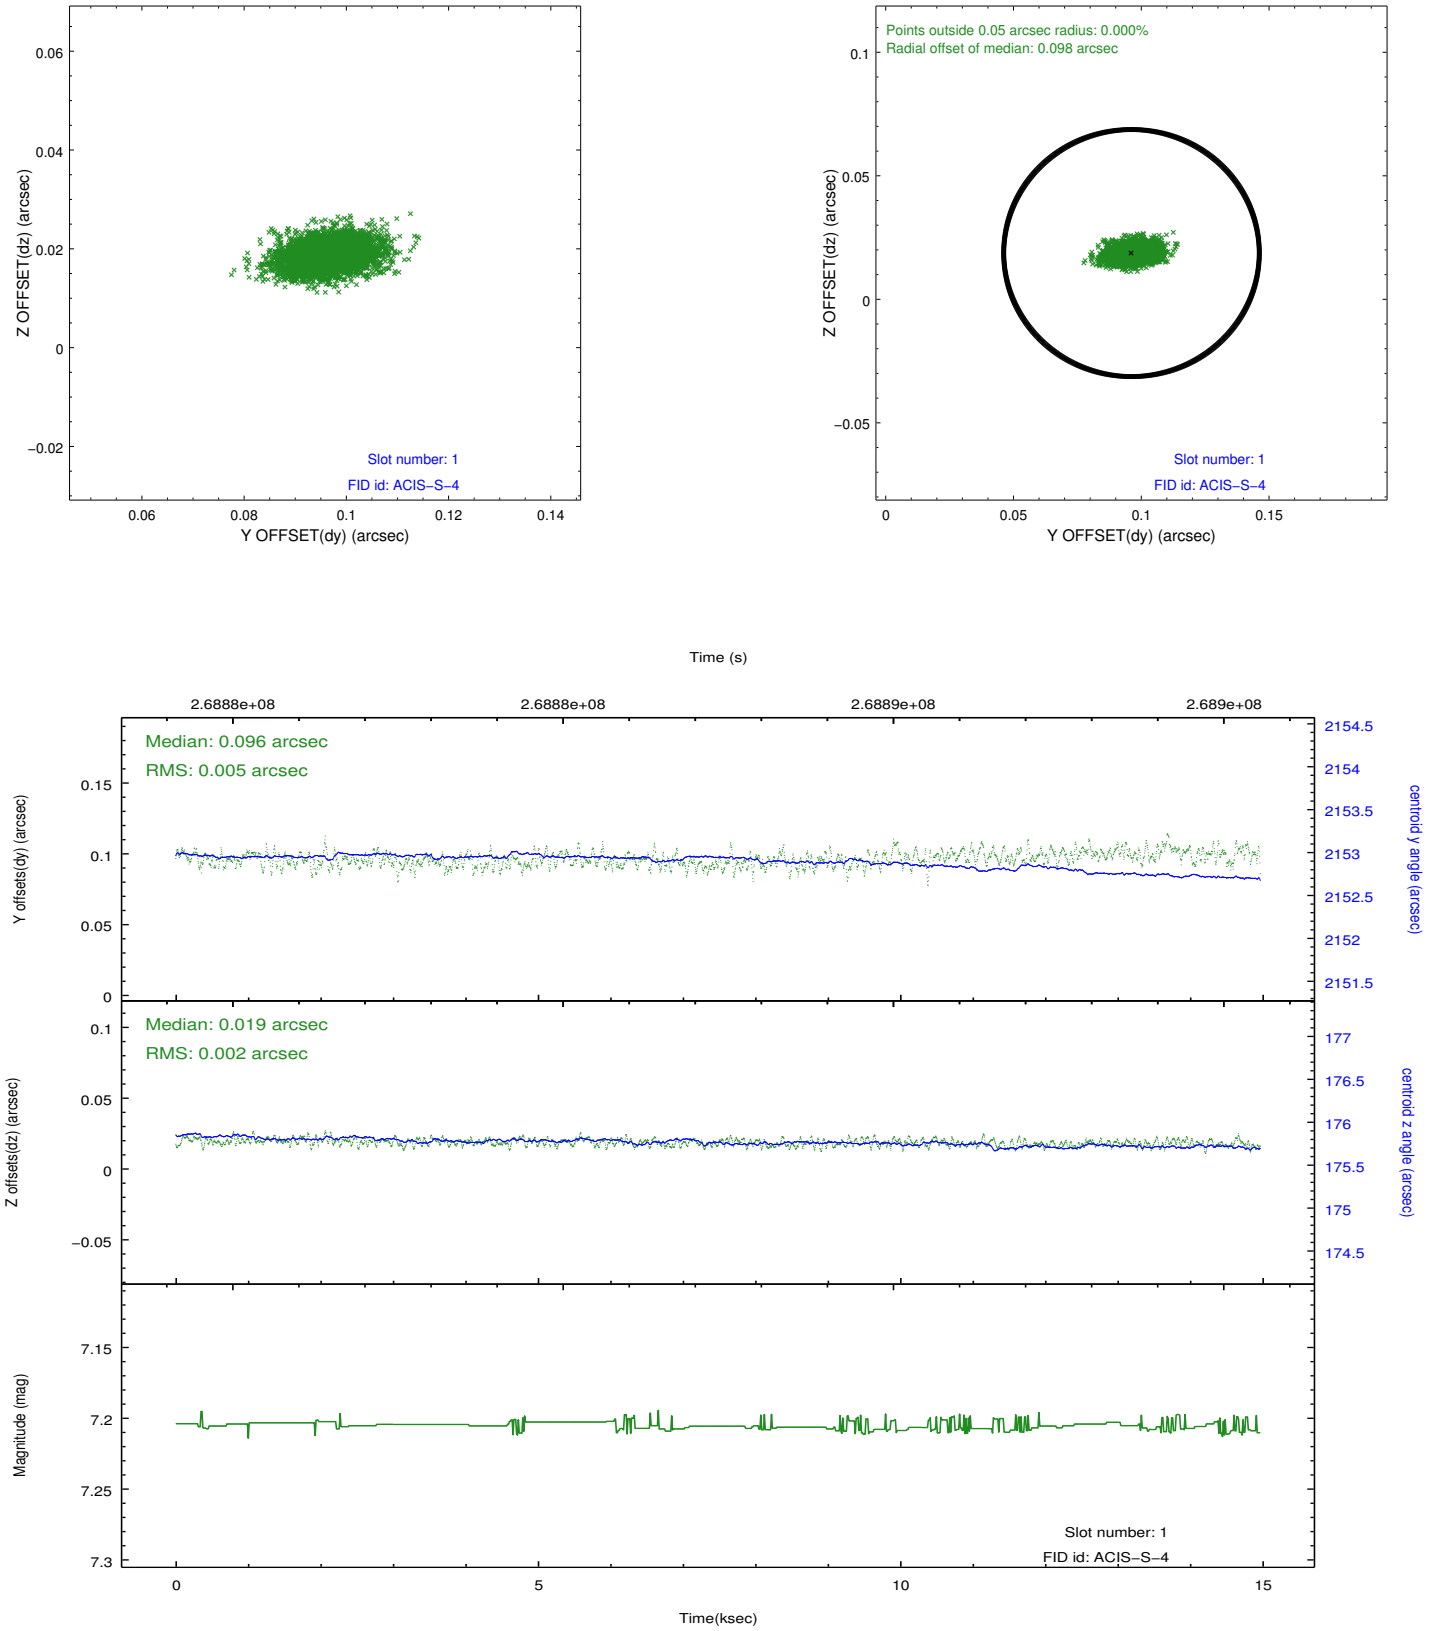 0.06
0.04
0.02
0
−0.02
Z OFFSET(dz) (arcsec)
Slot number: 1
FID id: ACIS−S−4
0.06
0.08
0.1
0.12
0.14
Y OFFSET(dy) (arcsec)
Points outside 0.05 arcsec radius: 0.000%
Radial offset of median: 0.098 arcsec
0.1
0.05
0
−0.05
Z OFFSET(dz) (arcsec)
Slot number: 1
FID id: ACIS−S−4
0
0.05
0.1
0.15
Y OFFSET(dy) (arcsec)
Time (s)
2.6888e+08
2.6888e+08
2.6889e+08
2.689e+08
Median: 0.096 arcsec
RMS: 0.005 arcsec
0.15
0.1
0.05
0
Y offsets(dy) (arcsec)
2154.5
2154
2153.5
2153
2152.5
2152
2151.5
centroid y angle (arcsec)
Median: 0.019 arcsec
RMS: 0.002 arcsec
0.1
0.05
0
−0.05
Z offsets(dz) (arcsec)
177
176.5
176
175.5
175
174.5
centroid z angle (arcsec)
7.15
7.2
7.25
7.3
Magnitude (mag)
Slot number: 1
FID id: ACIS−S−4
0
5
10
15
Time(ksec)